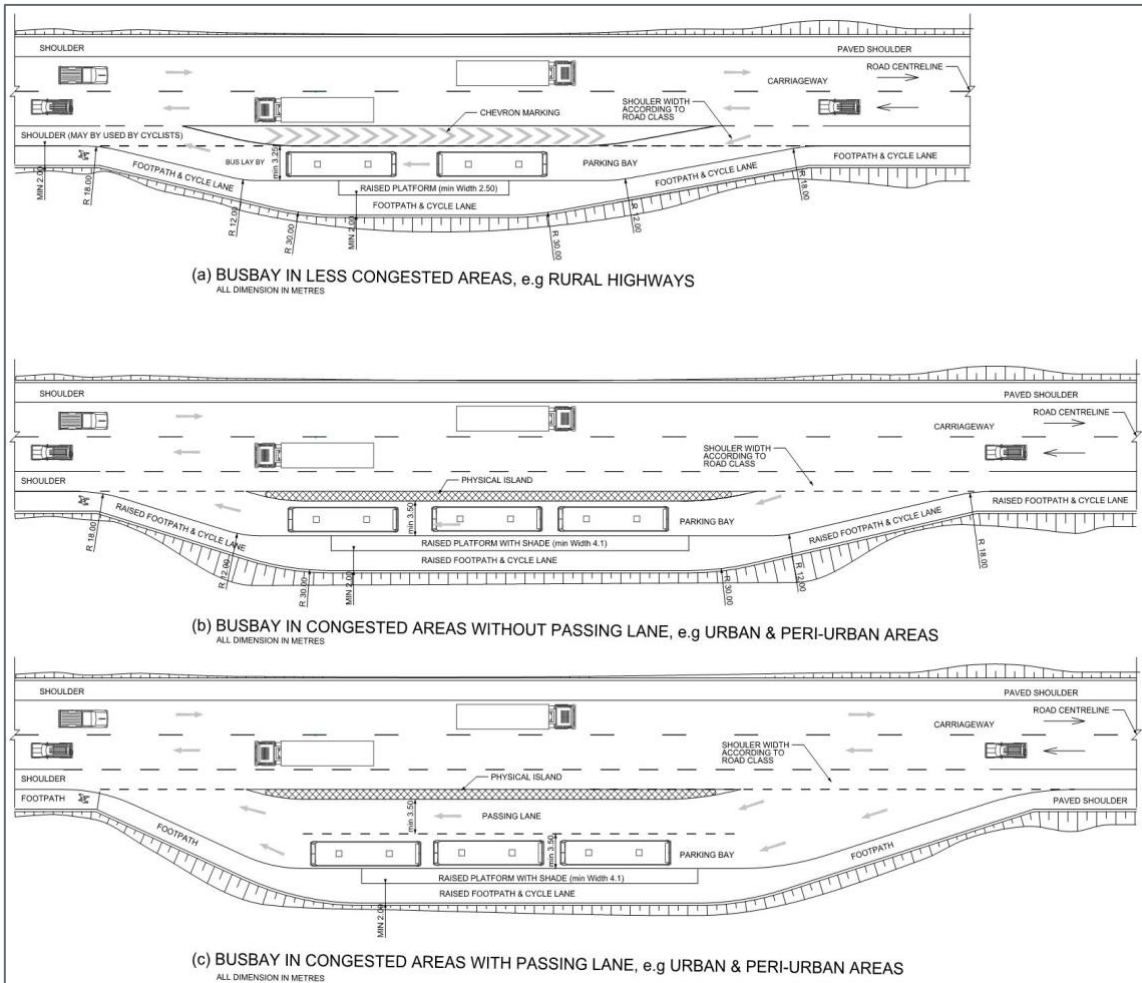 SHOULDER
PAVED SHOULDER
ROAD CENTRELINE
CARRIAGEWAY
SHOULER WIDTH
ACCORDING TO
ROAD CLASS
CHEVRON MARKING
SHOULDER (MAY BY USED BY CYCLISTS)
BUS LAY BY
min 3.25
PARKING BAY
FOOTPATH & CYCLE LANE
FOOTPATH & CYCLE LANE
FOOTPATH & CYCLE LANE
RAISED PLATFORM (min Width 2.50)
FOOTPATH & CYCLE LANE
MIN 2.00
R 18.00
R 12.00
R 30.00
MIN 2.00
R 30.00
R 12.00
R 18.00
(a) BUSBAY IN LESS CONGESTED AREAS, e.g RURAL HIGHWAYS
ALL DIMENSION IN METRES
SHOULDER
PAVED SHOULDER
ROAD CENTRELINE
CARRIAGEWAY
SHOULER WIDTH
ACCORDING TO
ROAD CLASS
SHOULDER
PHYSICAL ISLAND
min 3.50
PARKING BAY
RAISED FOOTPATH & CYCLE LANE
RAISED FOOTPATH & CYCLE LANE
RAISED FOOTPATH & CYCLE LANE
RAISED PLATFORM WITH SHADE (min Width 4.1)
RAISED FOOTPATH & CYCLE LANE
R 18.00
R 12.00
R 30.00
MIN 2.00
R 30.00
R 12.00
R 18.00
(b) BUSBAY IN CONGESTED AREAS WITHOUT PASSING LANE, e.g URBAN & PERI-URBAN AREAS
ALL DIMENSION IN METRES
SHOULDER
PAVED SHOULDER
ROAD CENTRELINE
CARRIAGEWAY
SHOULER WIDTH
ACCORDING TO
ROAD CLASS
SHOULDER
PHYSICAL ISLAND
FOOTPATH
PAVED SHOULDER
min 3.50
PASSING LANE
FOOTPATH
FOOTPATH
min 3.50
PARKING BAY
RAISED PLATFORM WITH SHADE (min Width 4.1)
RAISED FOOTPATH & CYCLE LANE
MIN 2.00
(c) BUSBAY IN CONGESTED AREAS WITH PASSING LANE, e.g URBAN & PERI-URBAN AREAS
ALL DIMENSION IN METRES